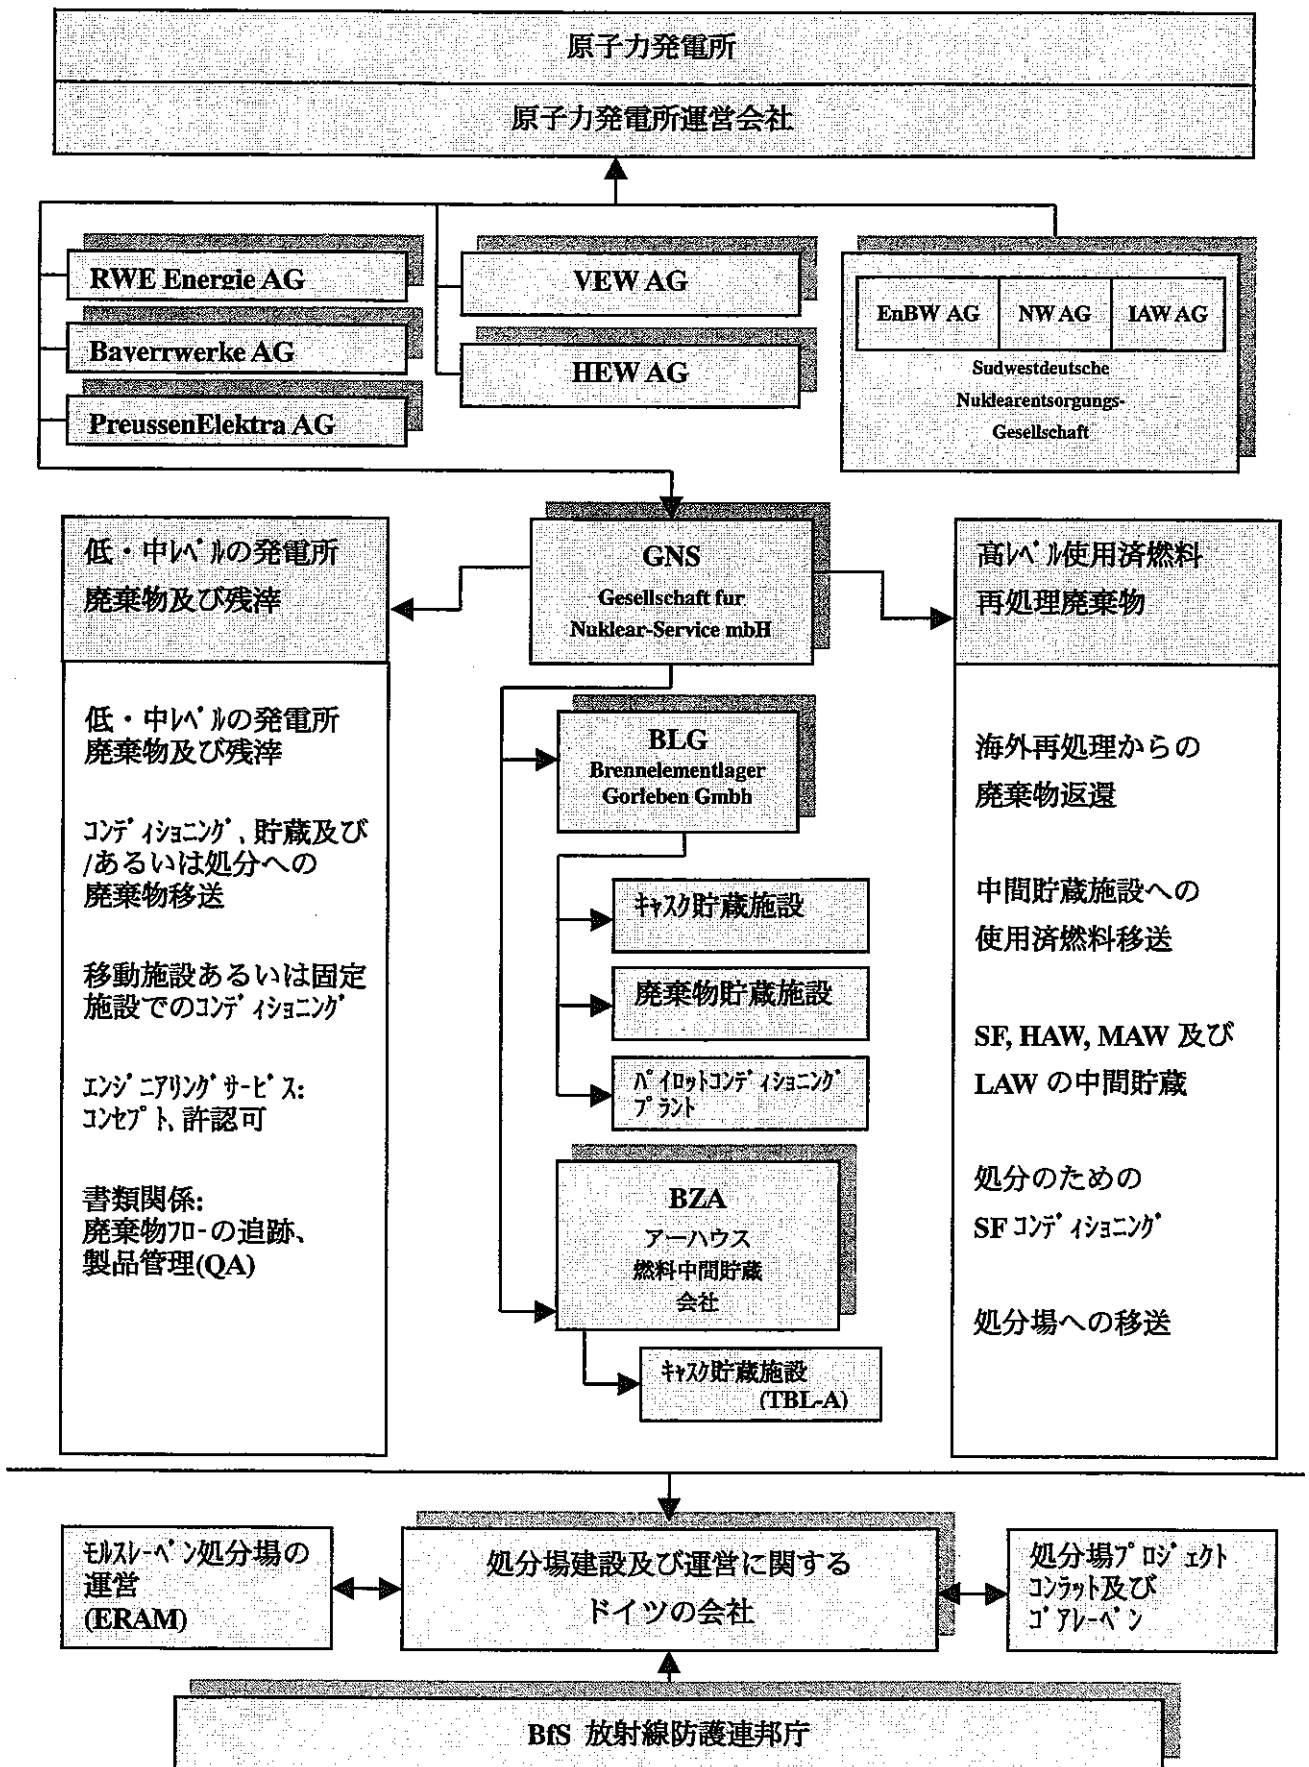 原子力発電所
原子力発電所運営会社
RWE Energie AG
Bayerrwerke AG
PreussenElektra AG
VEW AG
HEW AG
EnBW AG
NW AG
IAW AG
Sudwestdeutsche
Nuklearentsorgungs-
Gesellschaft
GNS
Gesellschaft fur
Nuklear-Service mbH
低・中ﾚﾍﾞﾙの発電所
廃棄物及び残滓
低・中ﾚﾍﾞﾙの発電所
廃棄物及び残滓
ｺﾝﾃﾞｨｼｮﾆﾝｸﾞ、貯蔵及び
/あるいは処分への
廃棄物移送
移動施設あるいは固定
施設でのｺﾝﾃﾞｨｼｮﾆﾝｸﾞ
ｴﾝｼﾞﾆｱﾘﾝｸﾞｻｰﾋﾞｽ:
ｺﾝｾﾌﾟﾄ、許認可
書類関係:
廃棄物ﾌﾛｰの追跡、
製品管理(QA)
BLG
Brennelementlager
Gorleben Gmbh
ｷｬｽｸ貯蔵施設
廃棄物貯蔵施設
ﾊﾟｲﾛｯﾄｺﾝﾃﾞｨｼｮﾆﾝｸﾞ
ﾌﾟﾗﾝﾄ
BZA
アーハウス
燃料中間貯蔵
会社
ｷｬｽｸ貯蔵施設
(TBL-A)
高ﾚﾍﾞﾙ使用済燃料
再処理廃棄物
海外再処理からの
廃棄物返還
中間貯蔵施設への
使用済燃料移送
SF, HAW, MAW 及び
LAW の中間貯蔵
処分のための
SF ｺﾝﾃﾞｨｼｮﾆﾝｸﾞ
処分場への移送
ﾓﾙｽﾚｰﾍﾞﾝ処分場の
運営
(ERAM)
処分場建設及び運営に関する
ドイツの会社
処分場ﾌﾟﾛｼﾞｪｸﾄ
ｺﾝﾗｯﾄ及び
ｺﾞｱﾚｰﾍﾞﾝ
BfS 放射線防護連邦庁